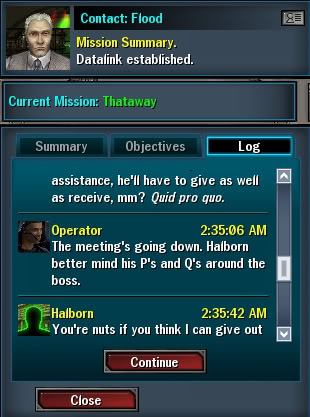 Contact: Flood
Mission Summary.
Datalink established.
Current Mission: Thataway
Summary
Objectives
Log
assistance, he'll have to give as well
as receive, mm? Quid pro quo.
Operator 2:35:06 AM
The meeting's going down. Halborn
better mind his P's and Q's around the
boss.
Halborn 2:35:42 AM
You're nuts if you think I can give out
Continue
Close